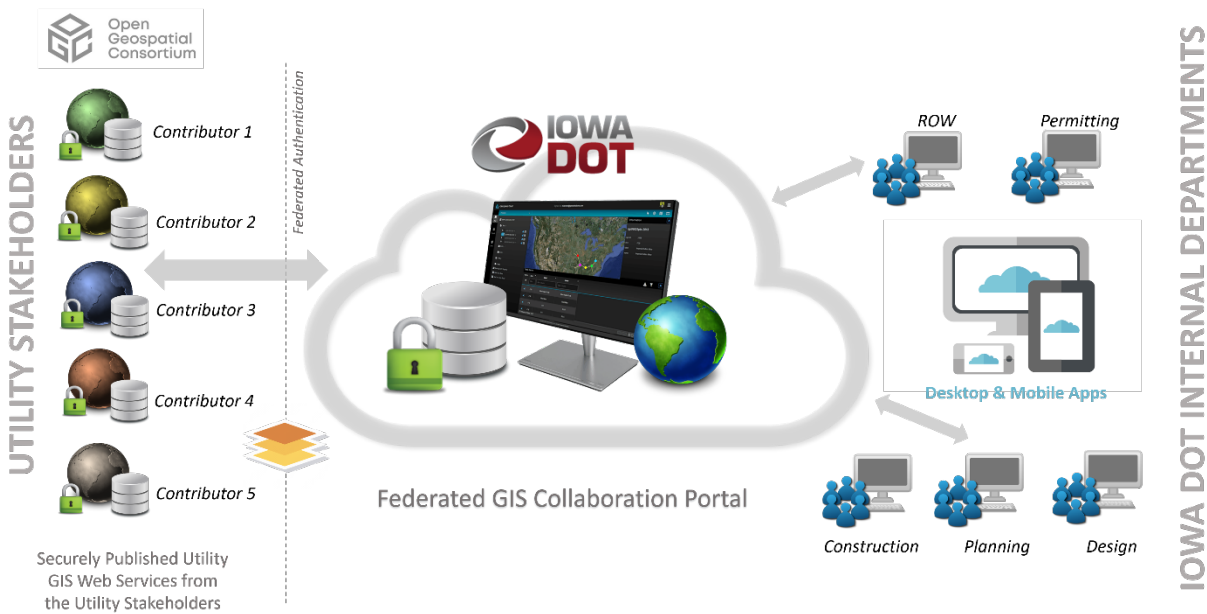 Open
Geospatial
Consortium
UTILITY STAKEHOLDERS
Contributor 1
Contributor 2
Contributor 3
Contributor 4
Contributor 5
Securely Published Utility
GIS Web Services from
the Utility Stakeholders
Federated Authentication
IOWA
DOT
Federated GIS Collaboration Portal
ROW
Permitting
Desktop & Mobile Apps
Construction
Planning
Design
IOWA DOT INTERNAL DEPARTMENTS